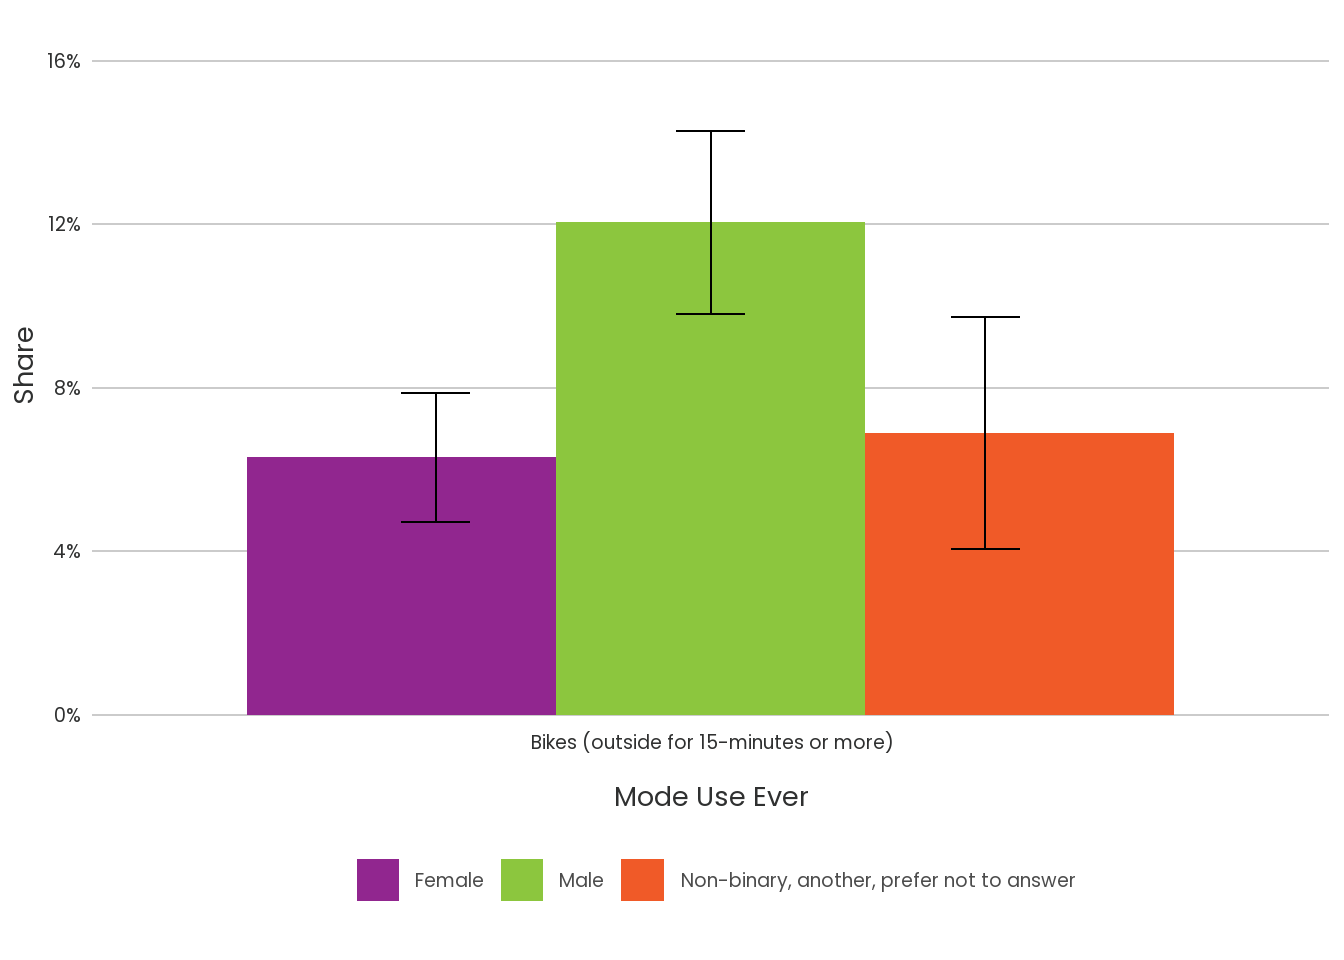 16%
12%
8%
4%
0%
Share
Bikes (outside for 15-minutes or more)
Mode Use Ever
Female
Male
Non-binary, another, prefer not to answer